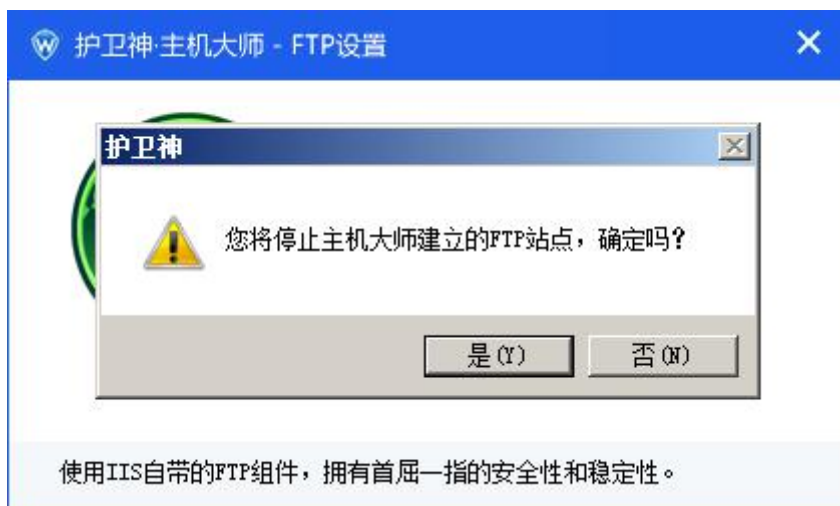 护卫神·主机大师 - FTP设置
护卫神
您将停止主机大师建立的FTP站点，确定吗？
是(Y)
否(N)
使用IIS自带的FTP组件，拥有首屈一指的安全性和稳定性。